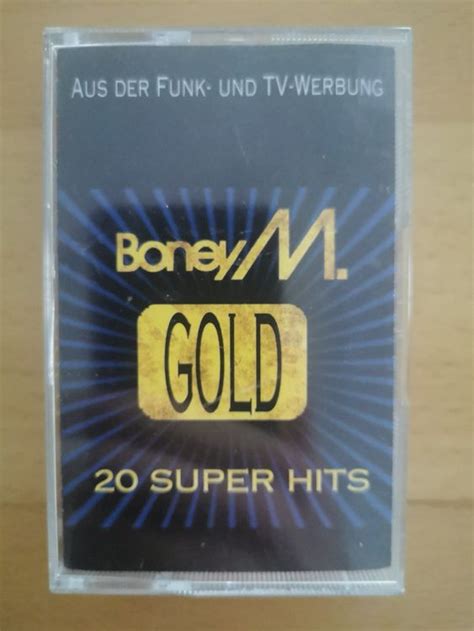 AUS DER FUNK- UND TV-WERBUNG
Boney M.
GOLD
20 SUPER HITS